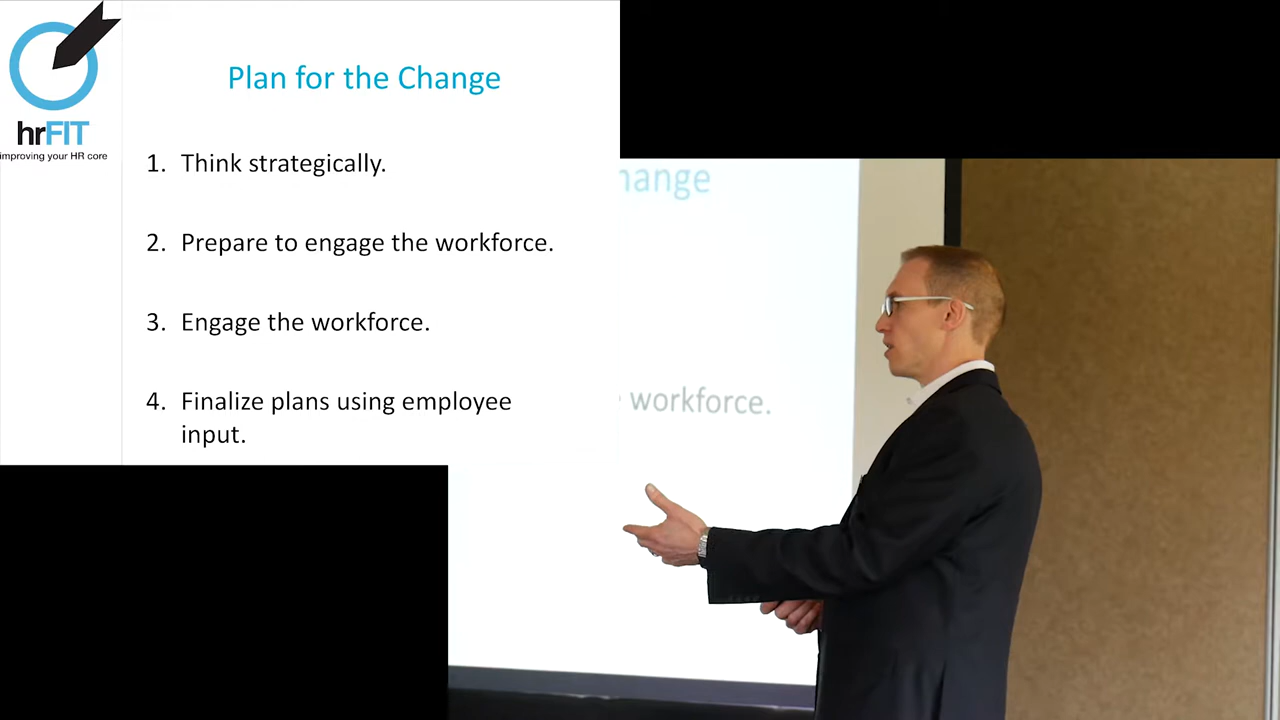 hrFIT
improving your HR core
Plan for the Change
1. Think strategically.
2. Prepare to engage the workforce.
3. Engage the workforce.
4. Finalize plans using employee
input.
hange
workforce.